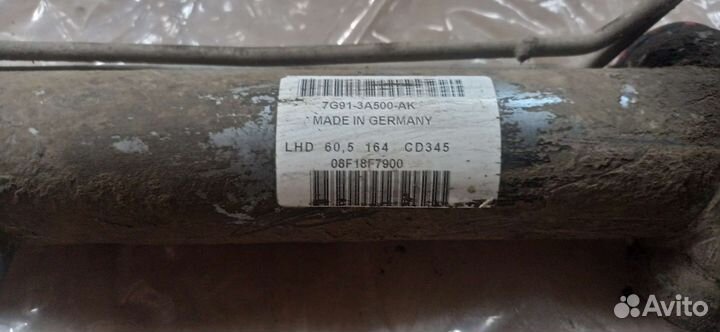 7G91-3A500-AK
MADE IN GERMANY
LHD 60,5 164 CD345
08F18F7900
Avito